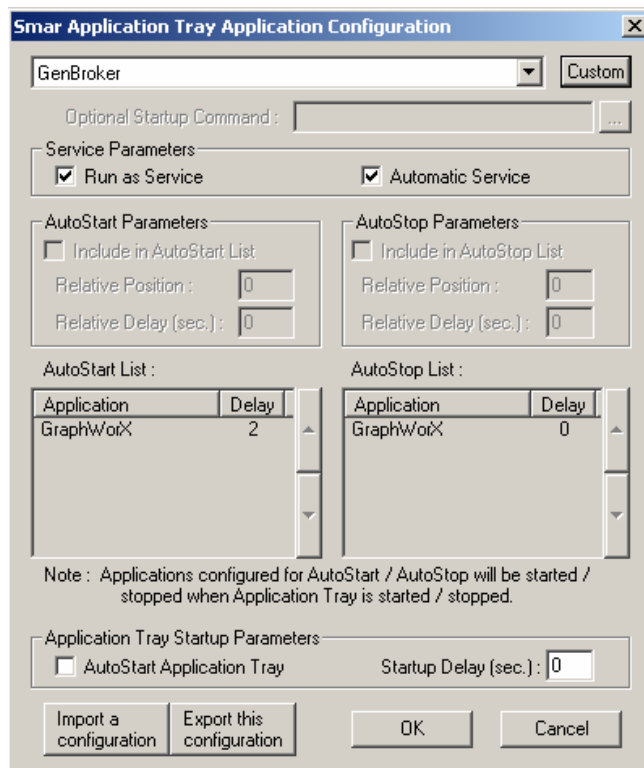 Smar Application Tray Application Configuration
GenBroker
Custom
Optional Startup Command :
...
Service Parameters
Run as Service
Automatic Service
AutoStart Parameters
Include in AutoStart List
Relative Position : 0
Relative Delay (sec.) : 0
AutoStop Parameters
Include in AutoStop List
Relative Position : 0
Relative Delay (sec.) : 0
AutoStart List :
Application Delay
GraphWorX 2
AutoStop List :
Application Delay
GraphWorX 0
Note : Applications configured for AutoStart / AutoStop will be started /
stopped when Application Tray is started / stopped.
Application Tray Startup Parameters
AutoStart Application Tray
Startup Delay (sec.) : 0
Import a
configuration
Export this
configuration
OK
Cancel